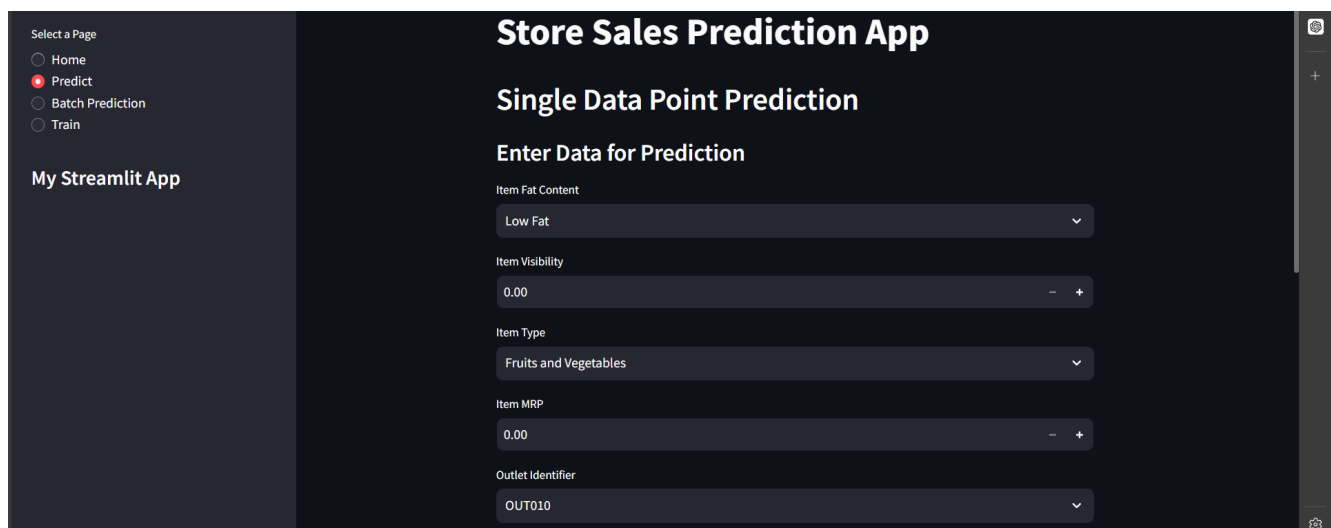 Select a Page
Home
Predict
Batch Prediction
Train
My Streamlit App
Store Sales Prediction App
Single Data Point Prediction
Enter Data for Prediction
Item Fat Content
Low Fat
Item Visibility
0.00
Item Type
Fruits and Vegetables
Item MRP
0.00
Outlet Identifier
OUT010